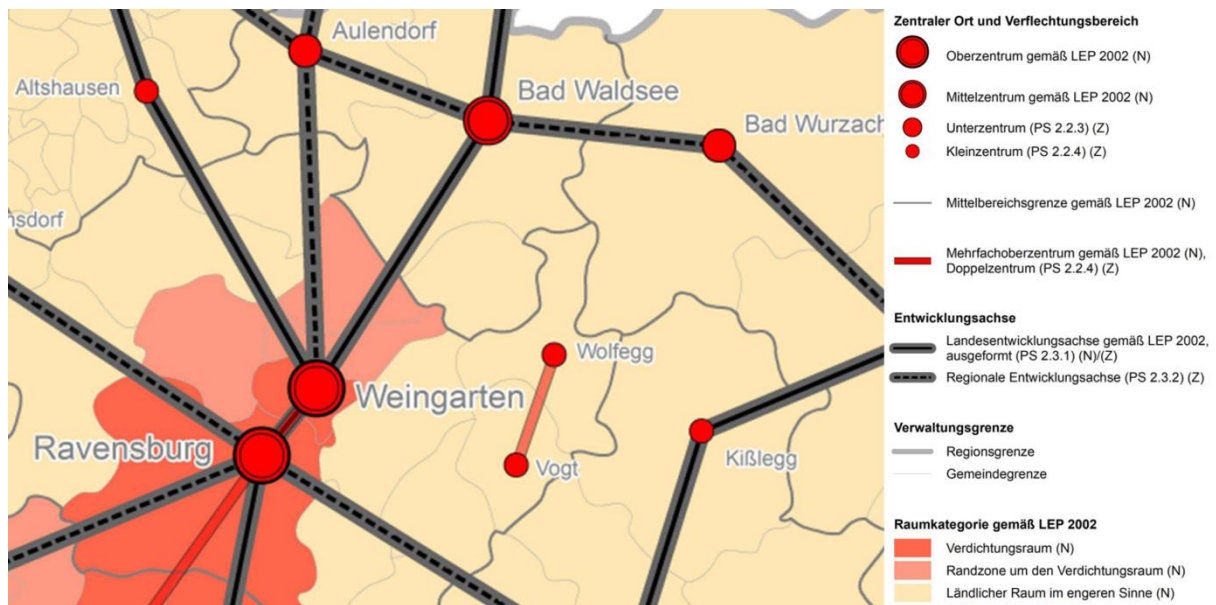 Aulendorf
Altshausen
Bad Waldsee
Bad Wurzach
nsdorf
Wolfegg
Weingarten
Ravensburg
Vogt
Kißlegg
Zentraler Ort und Verflechtungsbereich
Oberzentrum gemäß LEP 2002 (N)
Mittelzentrum gemäß LEP 2002 (N)
Unterzentrum (PS 2.2.3) (Z)
Kleinzentrum (PS 2.2.4) (Z)
Mittelbereichsgrenze gemäß LEP 2002 (N)
Mehrfachoberzentrum gemäß LEP 2002 (N),
Doppelzentrum (PS 2.2.4) (Z)
Entwicklungsachse
Landesentwicklungsachse gemäß LEP 2002,
ausgeformt (PS 2.3.1) (N)/(Z)
Regionale Entwicklungsachse (PS 2.3.2) (Z)
Verwaltungsgrenze
Regionsgrenze
Gemeindegrenze
Raumkategorie gemäß LEP 2002
Verdichtungsraum (N)
Randzone um den Verdichtungsraum (N)
Ländlicher Raum im engeren Sinne (N)